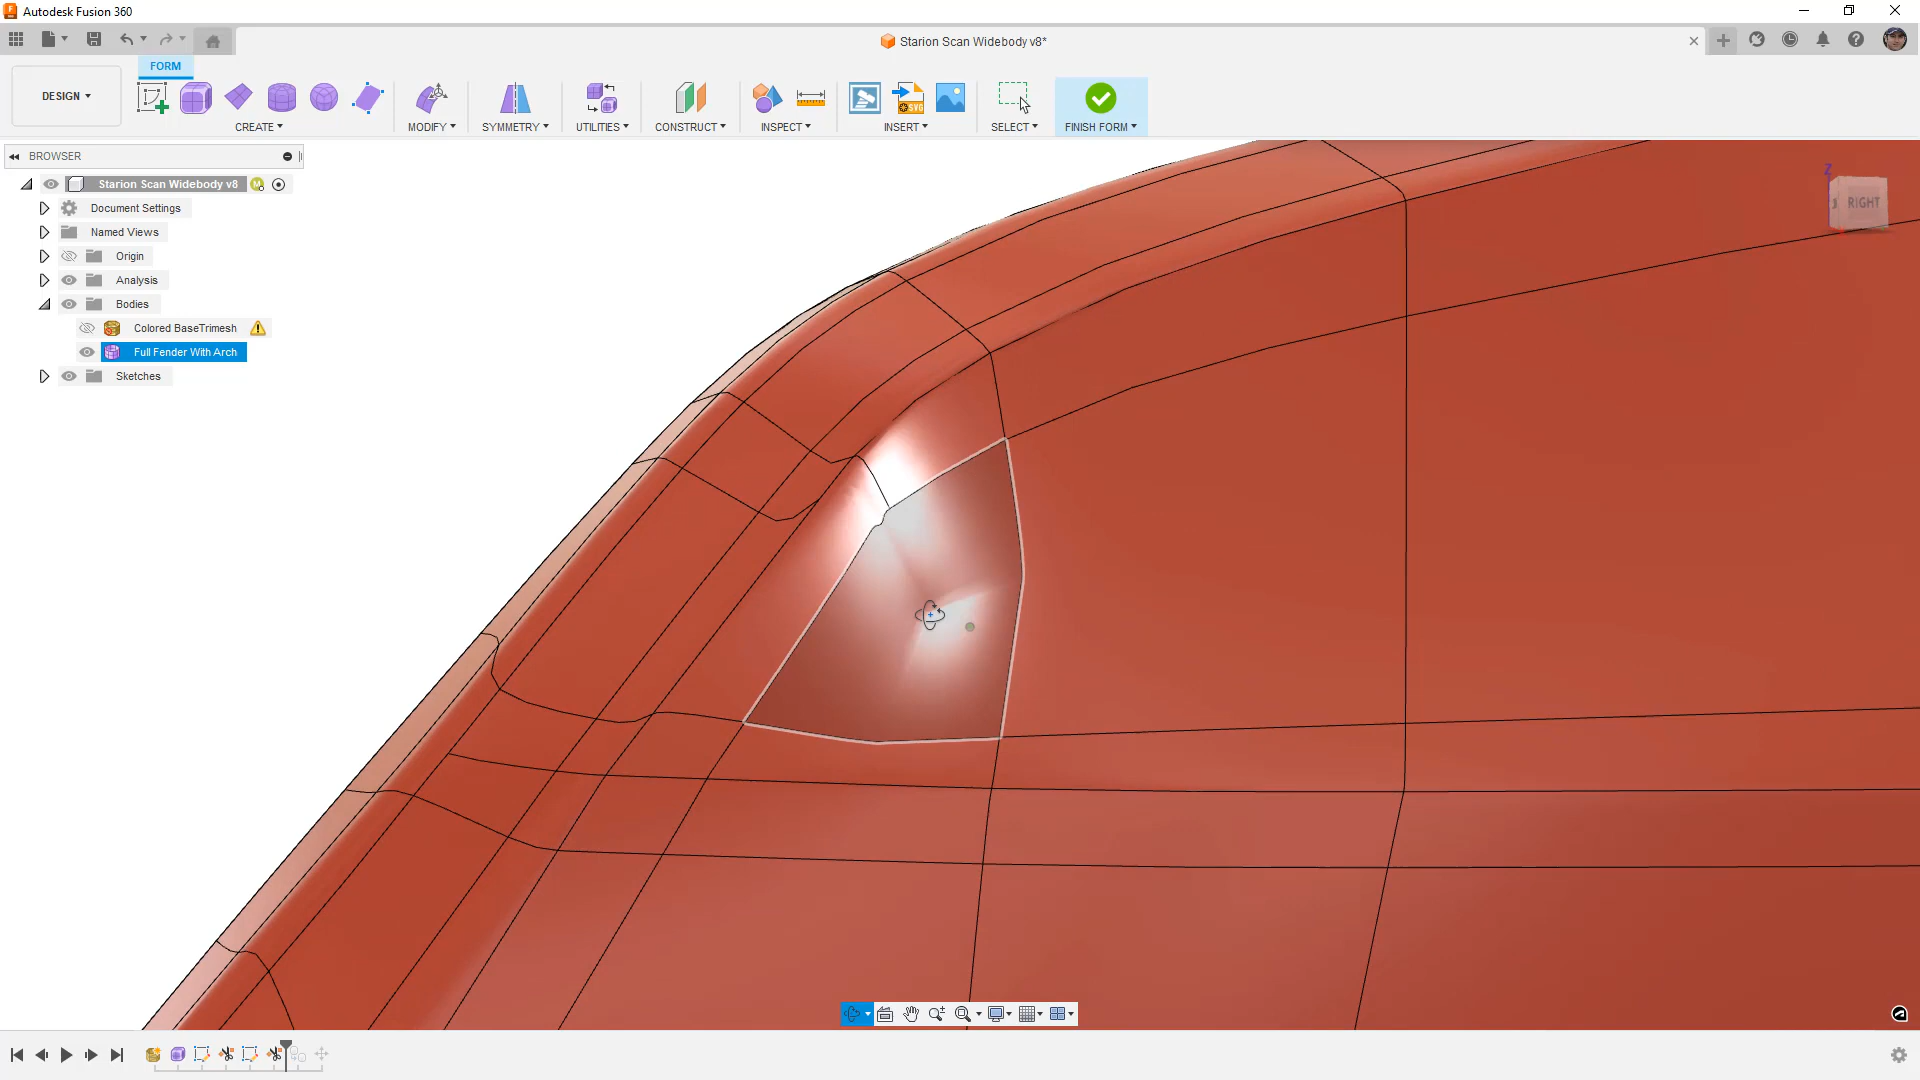 Autodesk Fusion 360
Starion Scan Widebody v8*
FORM
DESIGN
CREATE
MODIFY
SYMMETRY
UTILITIES
CONSTRUCT
INSPECT
INSERT
SELECT
FINISH FORM
SVG
BROWSER
Starion Scan Widebody v8
M
Document Settings
Named Views
Origin
Analysis
Bodies
Colored BaseTrimesh
Full Fender With Arch
Sketches
Z
RIGHT